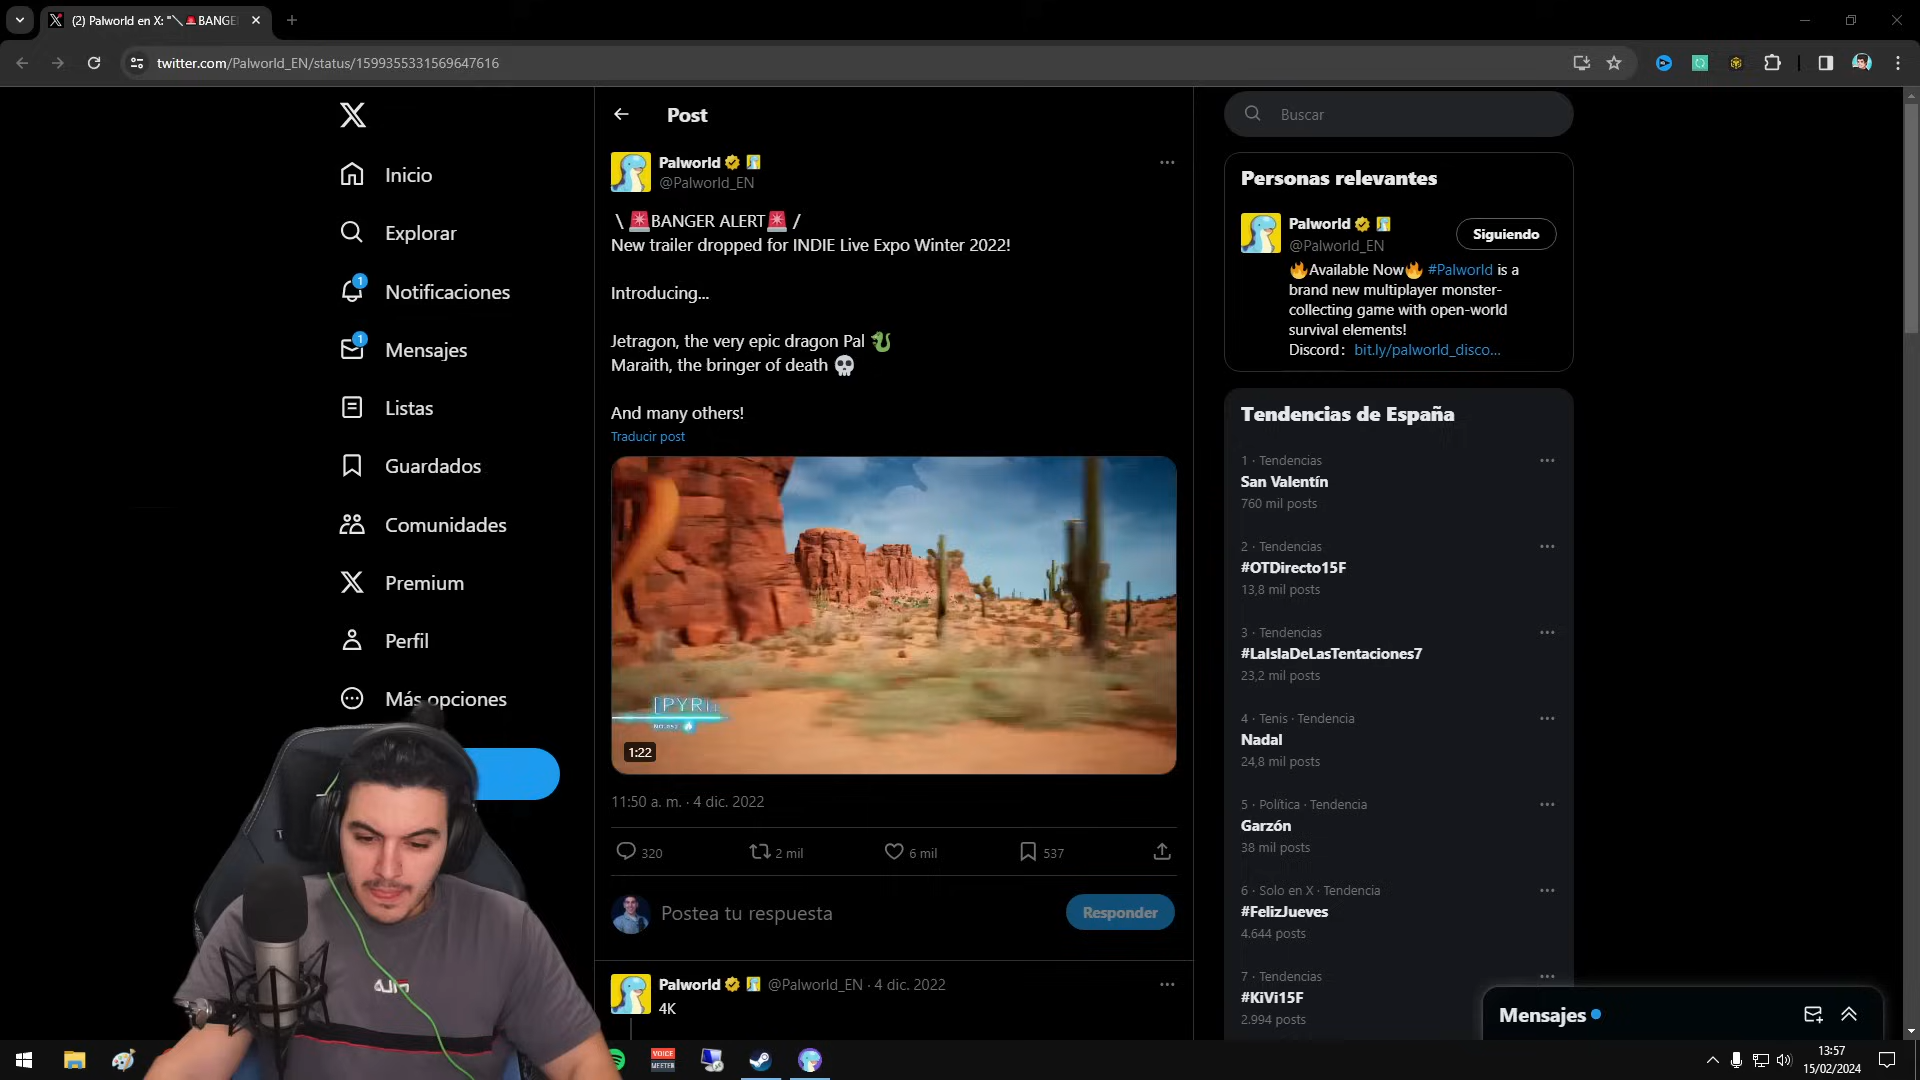 (2) Palworld en X: "\🚨BANGE
twitter.com/Palworld_EN/status/1599355331569647616
Inicio
Explorar
1
Notificaciones
1
Mensajes
Listas
Guardados
Comunidades
Premium
Perfil
Más opciones
Post
Palworld
@Palworld_EN
\ 🚨BANGER ALERT🚨 /
New trailer dropped for INDIE Live Expo Winter 2022!
Introducing...
Jetragon, the very epic dragon Pal 🐉
Maraith, the bringer of death 💀
And many others!
Traducir post
1:22
11:50 a. m. · 4 dic. 2022
320
2 mil
6 mil
537
Postea tu respuesta
Responder
Palworld @Palworld_EN · 4 dic. 2022
4K
Buscar
Personas relevantes
Palworld
@Palworld_EN
Siguiendo
🔥Available Now🔥 #Palworld is a
brand new multiplayer monster-
collecting game with open-world
survival elements!
Discord: bit.ly/palworld_disco...
Tendencias de España
1 · Tendencias
San Valentín
760 mil posts
2 · Tendencias
#OTDirecto15F
13,8 mil posts
3 · Tendencias
#LaIslaDeLasTentaciones7
23,2 mil posts
4 · Tenis · Tendencia
Nadal
24,8 mil posts
5 · Política · Tendencia
Garzón
38 mil posts
6 · Solo en X · Tendencia
#FelizJueves
4.644 posts
7 · Tendencias
#KiVi15F
2.994 posts
Mensajes
VOICE
MEETER
13:57
15/02/2024